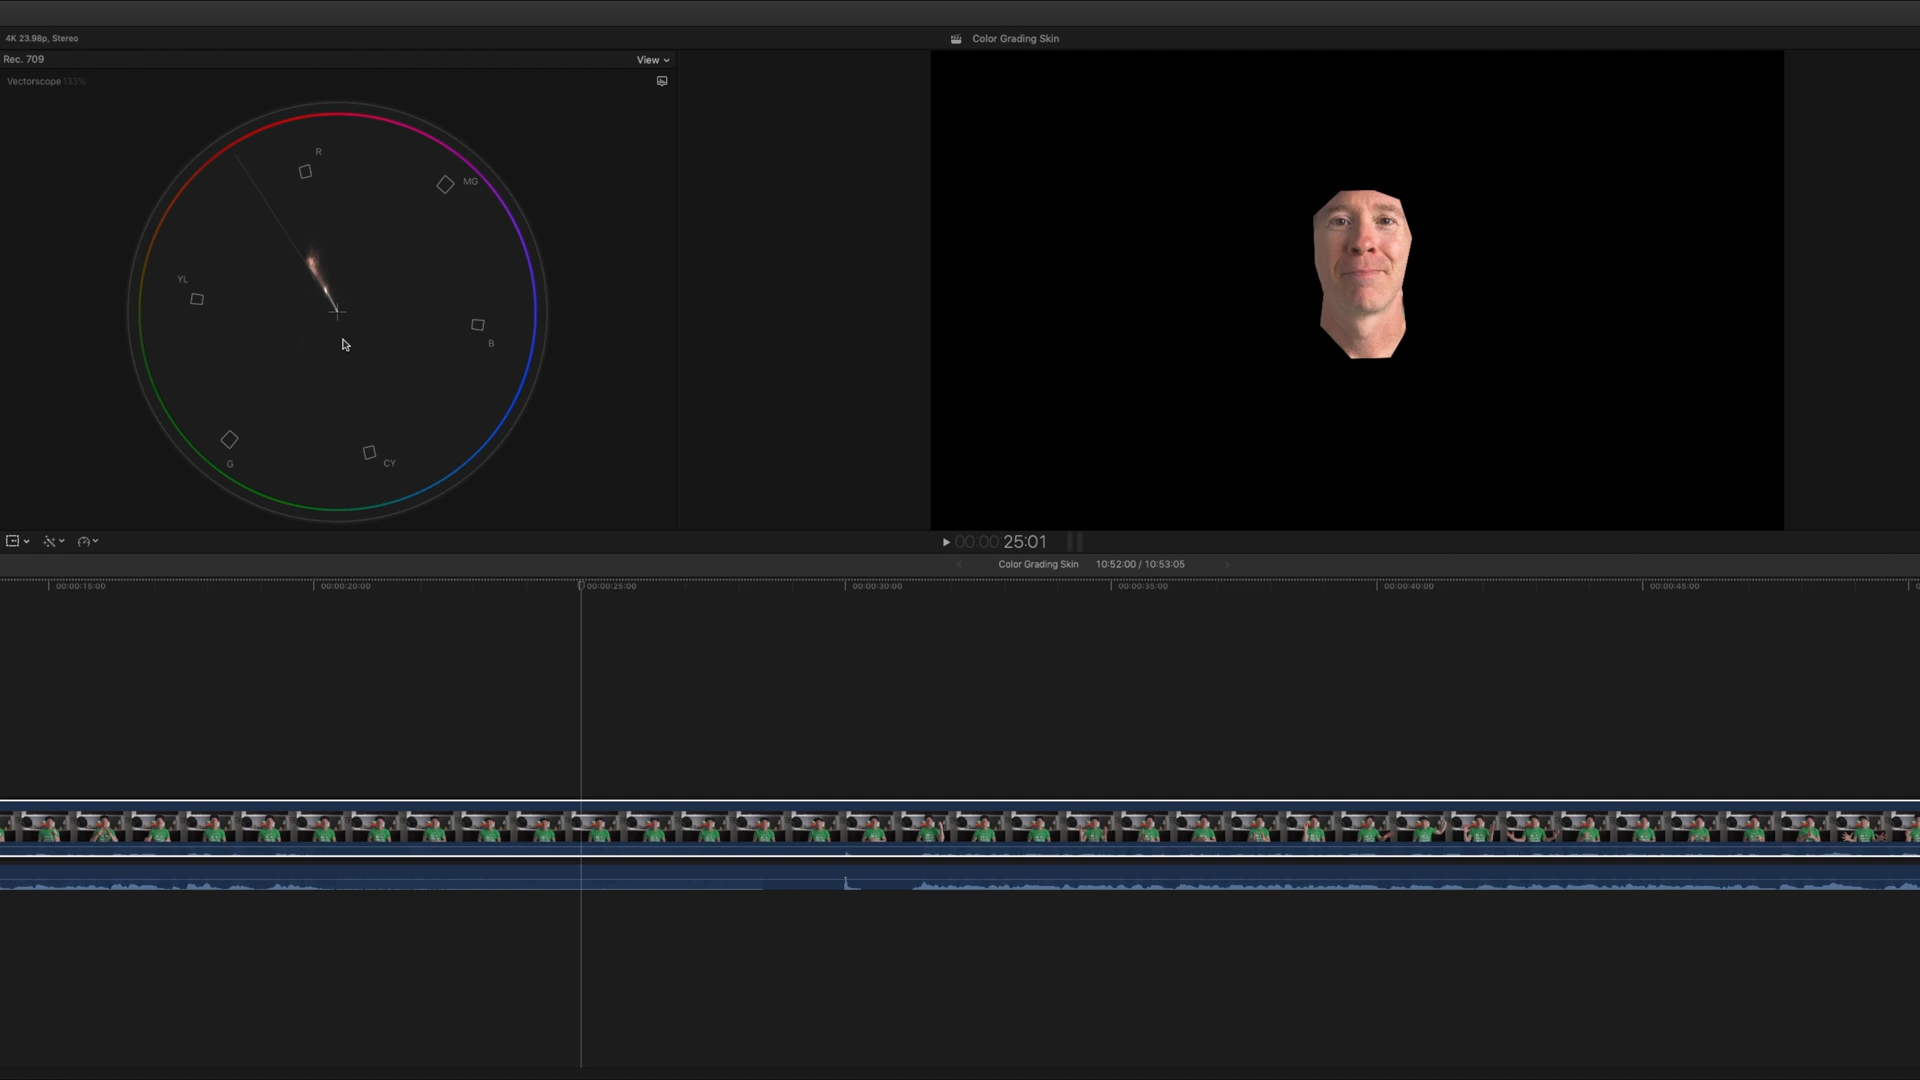 4K 23.98p, Stereo
Color Grading Skin
Rec. 709
View
Vectorscope 133%
R
MG
YL
B
G
CY
00:00:25:01
Color Grading Skin 10:52:00 / 10:53:05
00:00:15:00 00:00:20:00 00:00:25:00 00:00:30:00 00:00:35:00 00:00:40:00 00:00:45:00